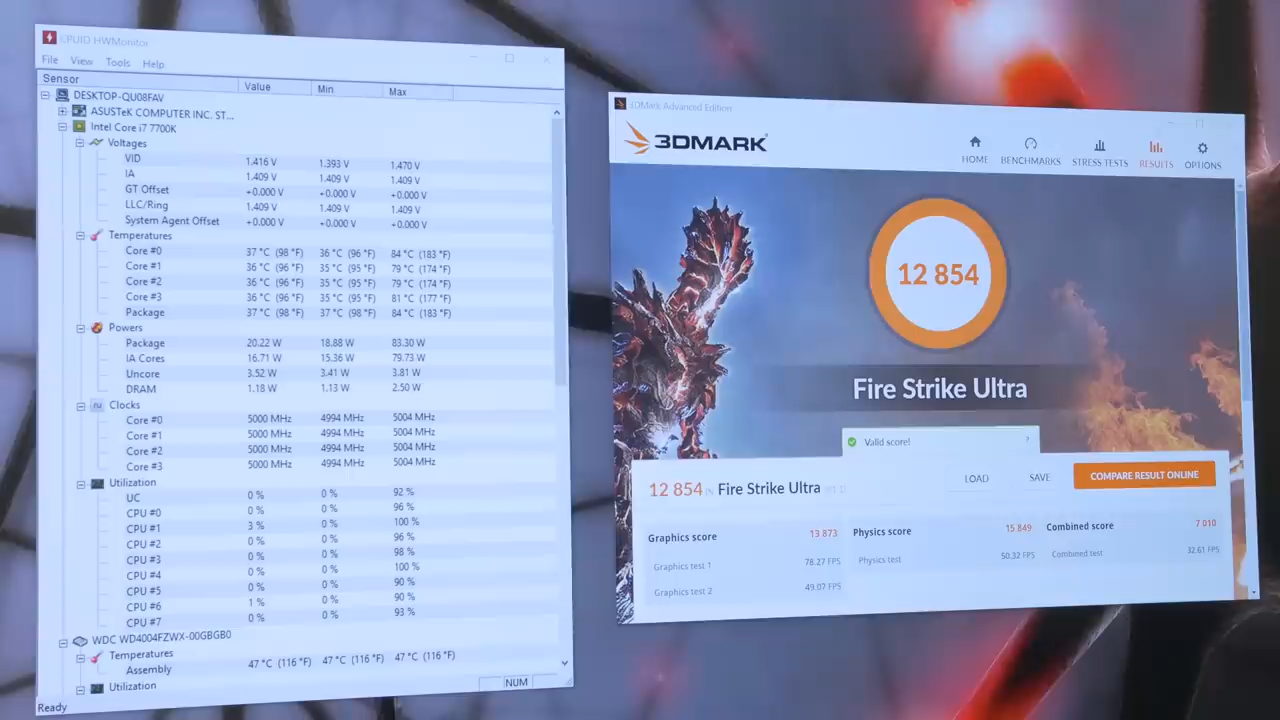 CPUID HWMonitor
File View Tools Help
Sensor Value Min Max
DESKTOP-QU08FAV
ASUSTeK COMPUTER INC. ST...
Intel Core i7 7700K
Voltages
VID 1.416 V 1.393 V 1.470 V
IA 1.409 V 1.409 V 1.409 V
GT Offset +0.000 V +0.000 V +0.000 V
LLC/Ring 1.409 V 1.409 V 1.409 V
System Agent Offset +0.000 V +0.000 V +0.000 V
Temperatures
Core #0 37 °C (98 °F) 36 °C (96 °F) 84 °C (183 °F)
Core #1 36 °C (96 °F) 35 °C (95 °F) 79 °C (174 °F)
Core #2 36 °C (96 °F) 35 °C (95 °F) 79 °C (174 °F)
Core #3 36 °C (96 °F) 35 °C (95 °F) 81 °C (177 °F)
Package 37 °C (98 °F) 37 °C (98 °F) 84 °C (183 °F)
Powers
Package 20.22 W 18.88 W 83.30 W
IA Cores 16.71 W 15.36 W 79.73 W
Uncore 3.52 W 3.41 W 3.81 W
DRAM 1.18 W 1.13 W 2.50 W
Clocks
Core #0 5000 MHz 4994 MHz 5004 MHz
Core #1 5000 MHz 4994 MHz 5004 MHz
Core #2 5000 MHz 4994 MHz 5004 MHz
Core #3 5000 MHz 4994 MHz 5004 MHz
Utilization
UC 0 % 0 % 92 %
CPU #0 0 % 0 % 96 %
CPU #1 3 % 0 % 100 %
CPU #2 0 % 0 % 96 %
CPU #3 0 % 0 % 98 %
CPU #4 0 % 0 % 100 %
CPU #5 0 % 0 % 90 %
CPU #6 1 % 0 % 90 %
CPU #7 0 % 0 % 93 %
WDC WD4004FZWX-00GBGB0
Temperatures
Assembly 47 °C (116 °F) 47 °C (116 °F) 47 °C (116 °F)
Utilization
Ready NUM
3DMark Advanced Edition
3DMARK
HOME BENCHMARKS STRESS TESTS RESULTS OPTIONS
12 854
Fire Strike Ultra
Valid score! ?
12 854 IN Fire Strike Ultra LOAD SAVE COMPARE RESULT ONLINE
Graphics score 13 873 Physics score 15 849 Combined score 7 010
Graphics test 1 78.27 FPS Physics test 50.32 FPS Combined test 32.61 FPS
Graphics test 2 49.07 FPS